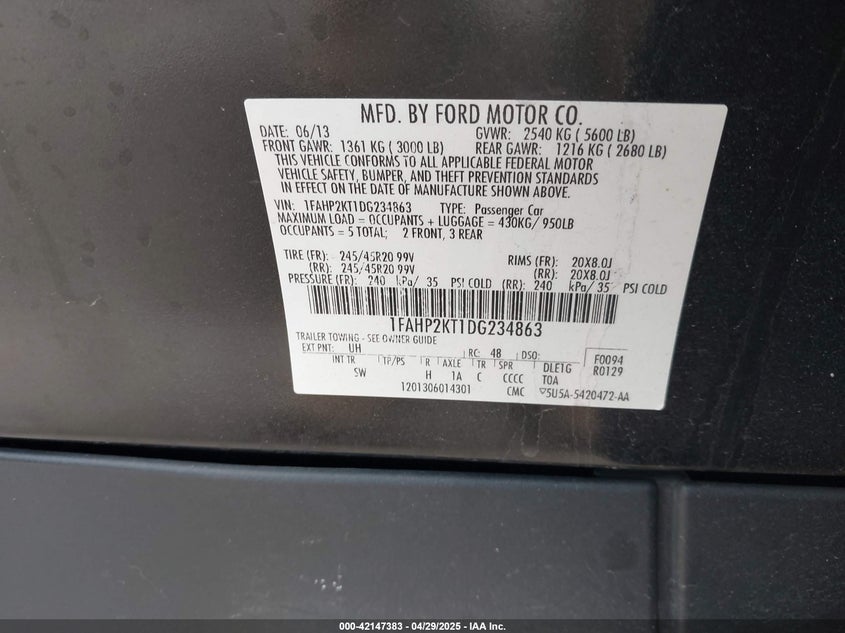 MFD. BY FORD MOTOR CO.
DATE: 06/13 GVWR: 2540 KG ( 5600 LB)
FRONT GAWR: 1361 KG ( 3000 LB) REAR GAWR: 1216 KG ( 2680 LB)
THIS VEHICLE CONFORMS TO ALL APPLICABLE FEDERAL MOTOR
VEHICLE SAFETY, BUMPER, AND THEFT PREVENTION STANDARDS
IN EFFECT ON THE DATE OF MANUFACTURE SHOWN ABOVE.
VIN: 1FAHP2KT1DG234863 TYPE: Passenger Car
MAXIMUM LOAD = OCCUPANTS + LUGGAGE = 430KG/ 950LB
OCCUPANTS = 5 TOTAL; 2 FRONT, 3 REAR
TIRE (FR): 245/45R20 99V RIMS (FR): 20X8.0J
(RR): 245/45R20 99V (RR): 20X8.0J
PRESSURE (FR): 240 kPa/ 35 PSI COLD (RR): 240 kPa/ 35 PSI COLD
1FAHP2KT1DG234863
TRAILER TOWING - SEE OWNER GUIDE
EXT PNT: UH RC: 48 DSO: F0094
INT TR TP/PS R AXLE TR SPR DLE1G R0129
SW H 1A C CCCC TOA
1201306014301 CMC ▽5U5A-5420472-AA
000-42147383 04/29/2025 - IAA Inc.